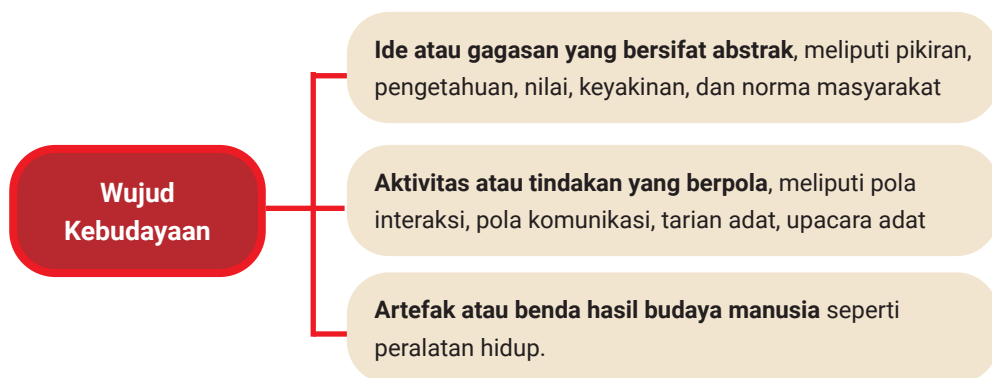 Wujud
Kebudayaan
Ide atau gagasan yang bersifat abstrak, meliputi pikiran,
pengetahuan, nilai, keyakinan, dan norma masyarakat
Aktivitas atau tindakan yang berpola, meliputi pola
interaksi, pola komunikasi, tarian adat, upacara adat
Artefak atau benda hasil budaya manusia seperti
peralatan hidup.